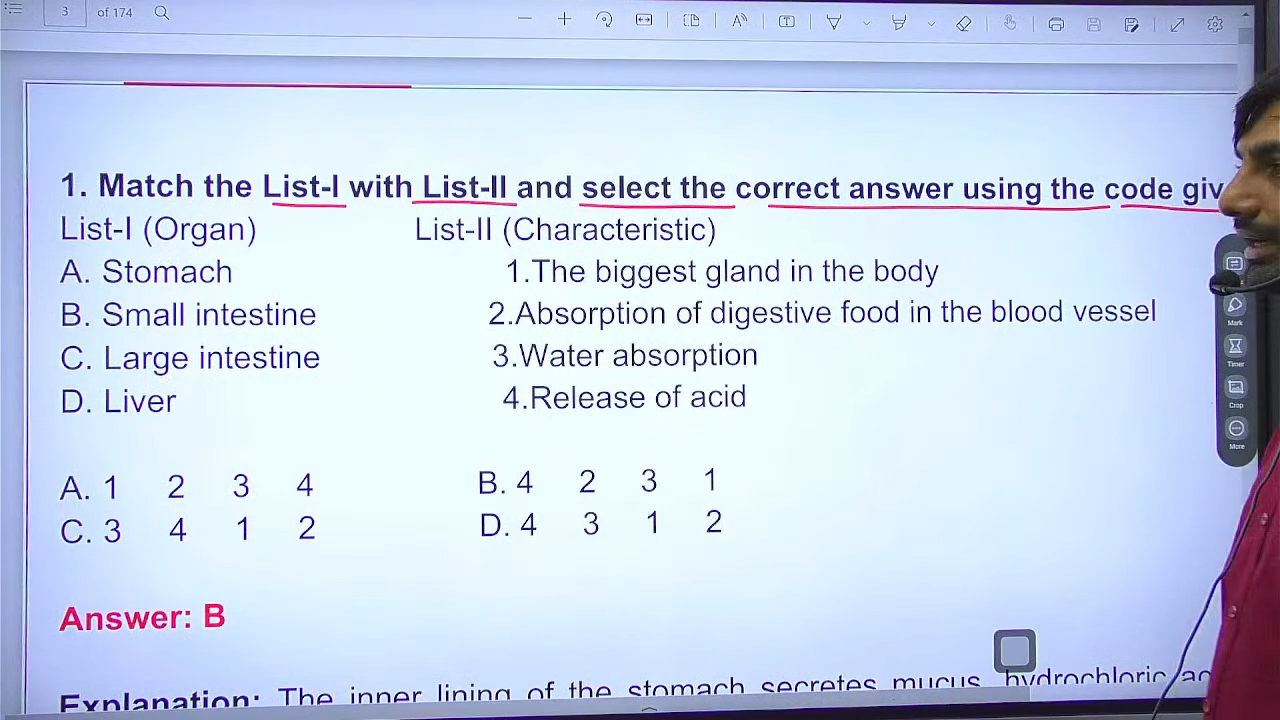 3 of 174
1. Match the List-I with List-II and select the correct answer using the code giv
List-I (Organ) List-II (Characteristic)
A. Stomach 1.The biggest gland in the body
B. Small intestine 2.Absorption of digestive food in the blood vessel
C. Large intestine 3.Water absorption
D. Liver 4.Release of acid
A. 1 2 3 4 B. 4 2 3 1
C. 3 4 1 2 D. 4 3 1 2
Answer: B
Explanation: The inner lining of the stomach secretes mucus, hydrochloric
Mark
Timer
Crop
More